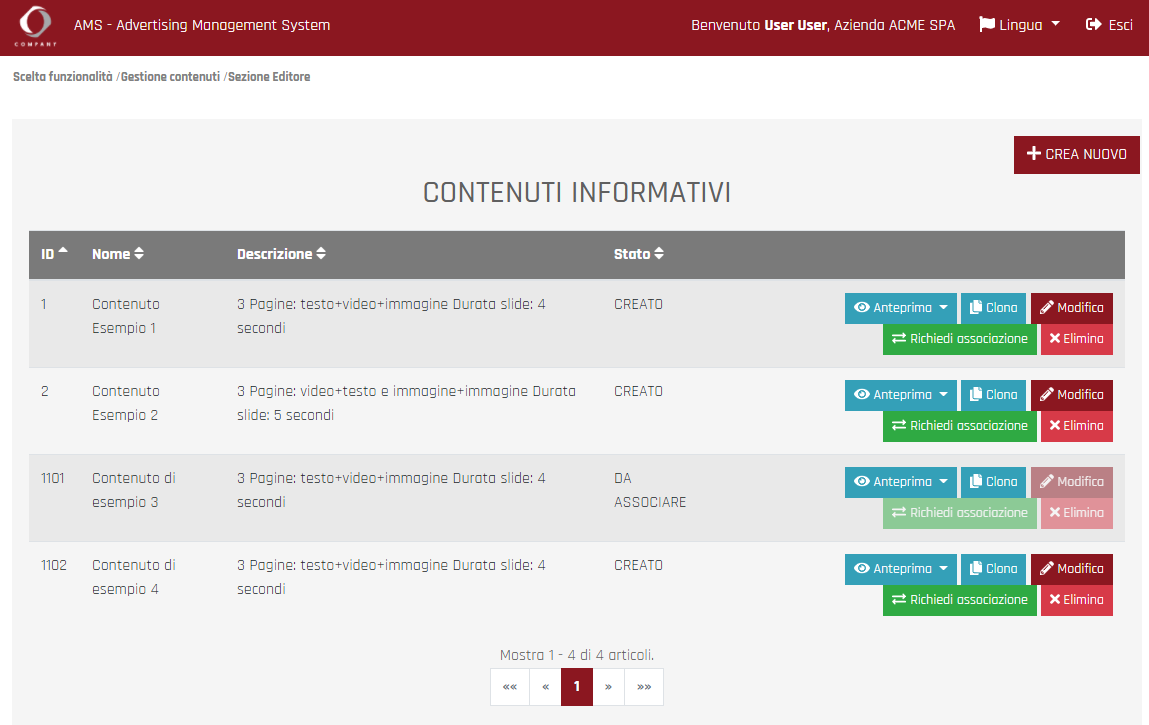 COMPANY
AMS - Advertising Management System
Benvenuto User User, Azienda ACME SPA
Lingua
Esci
Scelta funzionalità /Gestione contenuti /Sezione Editore
CREA NUOVO
CONTENUTI INFORMATIVI
ID Nome Descrizione Stato
1 Contenuto 3 Pagine: testo+video+immagine Durata slide: 4 CREATO Anteprima Clona Modifica
Esempio 1 secondi Richiedi associazione Elimina
2 Contenuto 3 Pagine: video+testo e immagine+immagine Durata CREATO Anteprima Clona Modifica
Esempio 2 slide: 5 secondi Richiedi associazione Elimina
1101 Contenuto di 3 Pagine: testo+video+immagine Durata slide: 4 DA Anteprima Clona Modifica
esempio 3 secondi ASSOCIARE Richiedi associazione Elimina
1102 Contenuto di 3 Pagine: testo+video+immagine Durata slide: 4 CREATO Anteprima Clona Modifica
esempio 4 secondi Richiedi associazione Elimina
Mostra 1 - 4 di 4 articoli.
«« « 1 » »»